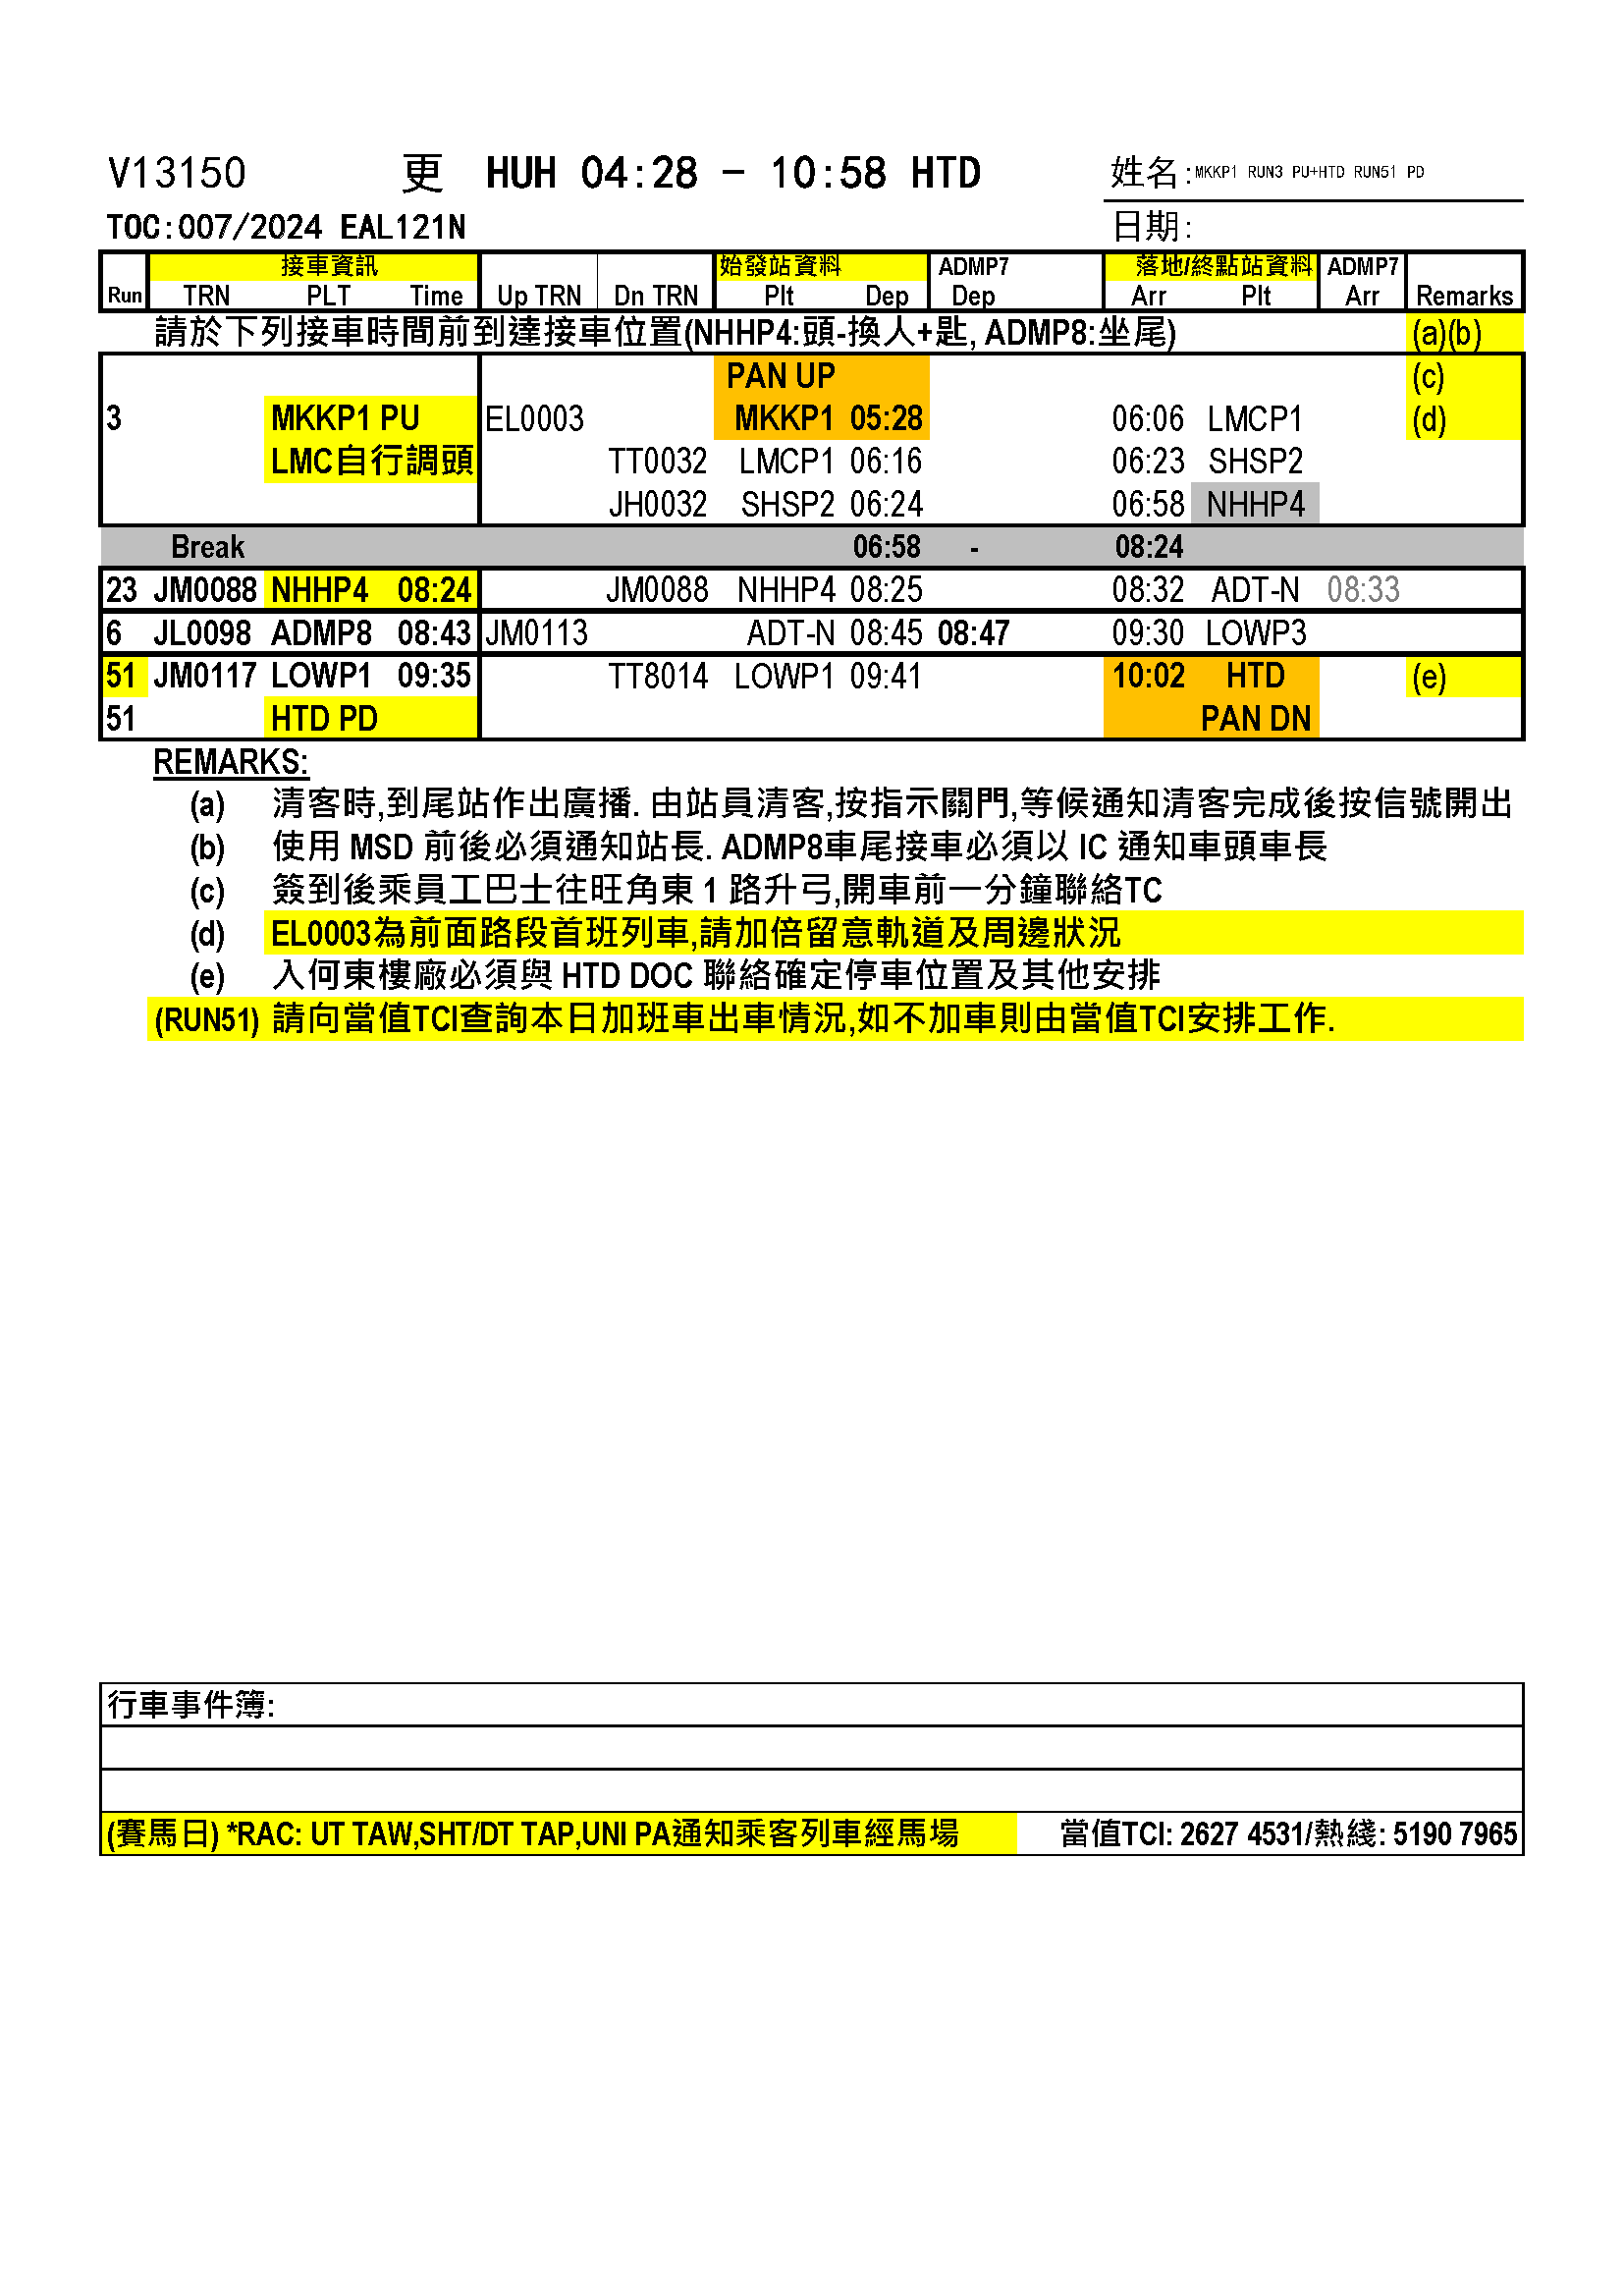 V13150 更 HUH 04:28 - 10:58 HTD 姓名:MKKP1 RUN3 PU+HTD RUN51 PD
TOC:007/2024 EAL121N 日期:
接車資訊 始發站資料 ADMP7 落地/終點站資料 ADMP7
Run TRN PLT Time Up TRN Dn TRN Plt Dep Dep Arr Plt Arr Remarks
請於下列接車時間前到達接車位置(NHHP4:頭-換人+匙, ADMP8:坐尾) (a)(b)
PAN UP (c)
3 MKKP1 PU EL0003 MKKP1 05:28 06:06 LMCP1 (d)
LMC自行調頭 TT0032 LMCP1 06:16 06:23 SHSP2
JH0032 SHSP2 06:24 06:58 NHHP4
Break 06:58 - 08:24
23 JM0088 NHHP4 08:24 JM0088 NHHP4 08:25 08:32 ADT-N 08:33
6 JL0098 ADMP8 08:43 JM0113 ADT-N 08:45 08:47 09:30 LOWP3
51 JM0117 LOWP1 09:35 TT8014 LOWP1 09:41 10:02 HTD (e)
51 HTD PD PAN DN
REMARKS:
(a) 清客時,到尾站作出廣播. 由站員清客,按指示關門,等候通知清客完成後按信號開出
(b) 使用 MSD 前後必須通知站長. ADMP8車尾接車必須以 IC 通知車頭車長
(c) 簽到後乘員工巴士往旺角東 1 路升弓,開車前一分鐘聯絡TC
(d) EL0003為前面路段首班列車,請加倍留意軌道及周邊狀況
(e) 入何東樓廠必須與 HTD DOC 聯絡確定停車位置及其他安排
(RUN51) 請向當值TCI查詢本日加班車出車情況,如不加車則由當值TCI安排工作.
行車事件簿:
(賽馬日) *RAC: UT TAW,SHT/DT TAP,UNI PA通知乘客列車經馬場 當值TCI: 2627 4531/熱綫: 5190 7965